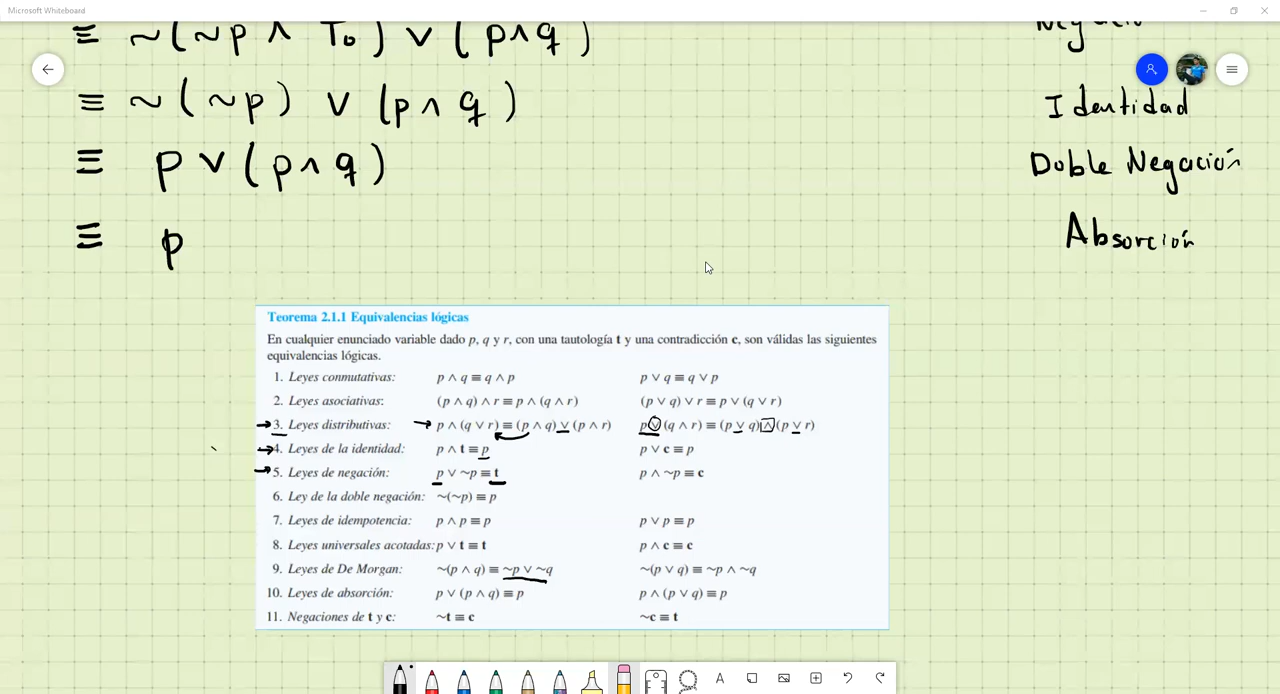 Microsoft Whiteboard
≡ ~(~p ∧ T₀) ∨ (p∧q)
≡ ~(~p) ∨ (p ∧ q) Identidad
≡ p ∨ (p ∧ q) Doble Negación
≡ p Absorción
Teorema 2.1.1 Equivalencias lógicas
En cualquier enunciado variable dado p, q y r, con una tautología t y una contradicción c, son válidas las siguientes
equivalencias lógicas.
1. Leyes conmutativas: p ∧ q ≡ q ∧ p p ∨ q ≡ q ∨ p
2. Leyes asociativas: (p ∧ q) ∧ r ≡ p ∧ (q ∧ r) (p ∨ q) ∨ r ≡ p ∨ (q ∨ r)
3. Leyes distributivas: p ∧ (q ∨ r) ≡ (p ∧ q) ∨ (p ∧ r) p ∨ (q ∧ r) ≡ (p ∨ q) ∧ (p ∨ r)
4. Leyes de la identidad: p ∧ t ≡ p p ∨ c ≡ p
5. Leyes de negación: p ∨ ~p ≡ t p ∧ ~p ≡ c
6. Ley de la doble negación: ~(~p) ≡ p
7. Leyes de idempotencia: p ∧ p ≡ p p ∨ p ≡ p
8. Leyes universales acotadas: p ∨ t ≡ t p ∧ c ≡ c
9. Leyes de De Morgan: ~(p ∧ q) ≡ ~p ∨ ~q ~(p ∨ q) ≡ ~p ∧ ~q
10. Leyes de absorción: p ∨ (p ∧ q) ≡ p p ∧ (p ∨ q) ≡ p
11. Negaciones de t y c: ~t ≡ c ~c ≡ t